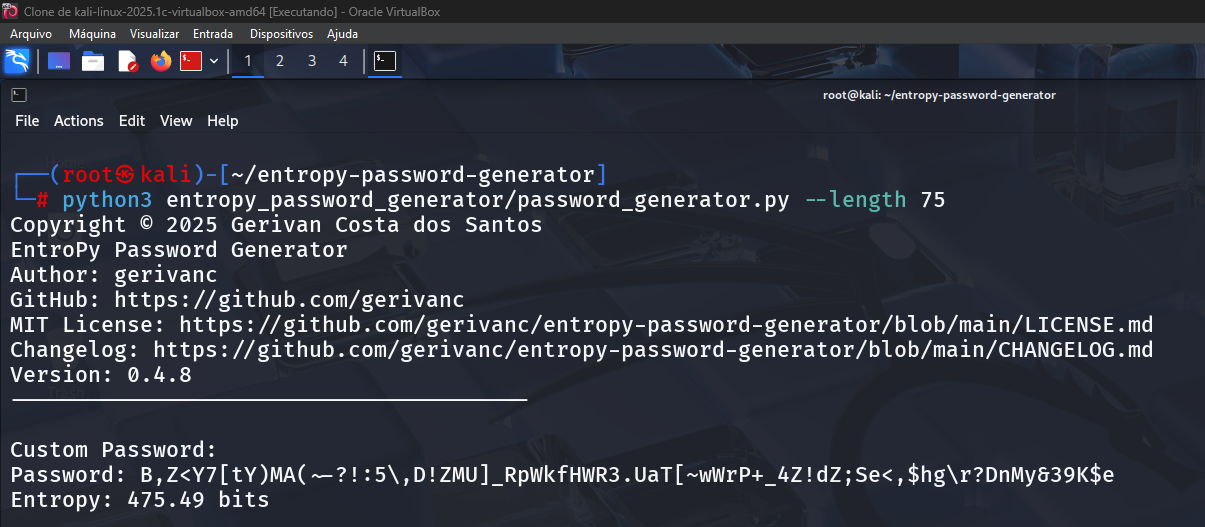 Clone de kali-linux-2025.1c-virtualbox-amd64 [Executando] - Oracle VirtualBox
Arquivo Máquina Visualizar Entrada Dispositivos Ajuda
1 2 3 4
root@kali: ~/entropy-password-generator
File Actions Edit View Help
┌──(root㉿kali)-[~/entropy-password-generator]
└─# python3 entropy_password_generator/password_generator.py --length 75
Copyright © 2025 Gerivan Costa dos Santos
EntroPy Password Generator
Author: gerivanc
GitHub: https://github.com/gerivanc
MIT License: https://github.com/gerivanc/entropy-password-generator/blob/main/LICENSE.md
Changelog: https://github.com/gerivanc/entropy-password-generator/blob/main/CHANGELOG.md
Version: 0.4.8
----------------------------------------
Custom Password:
Password: B,Z<Y7[tY)MA(~-?!:5\,D!ZMU]_RpWkfHWR3.UaT[~wWrP+_4Z!dZ;Se<,$hg\r?DnMy&39K$e
Entropy: 475.49 bits